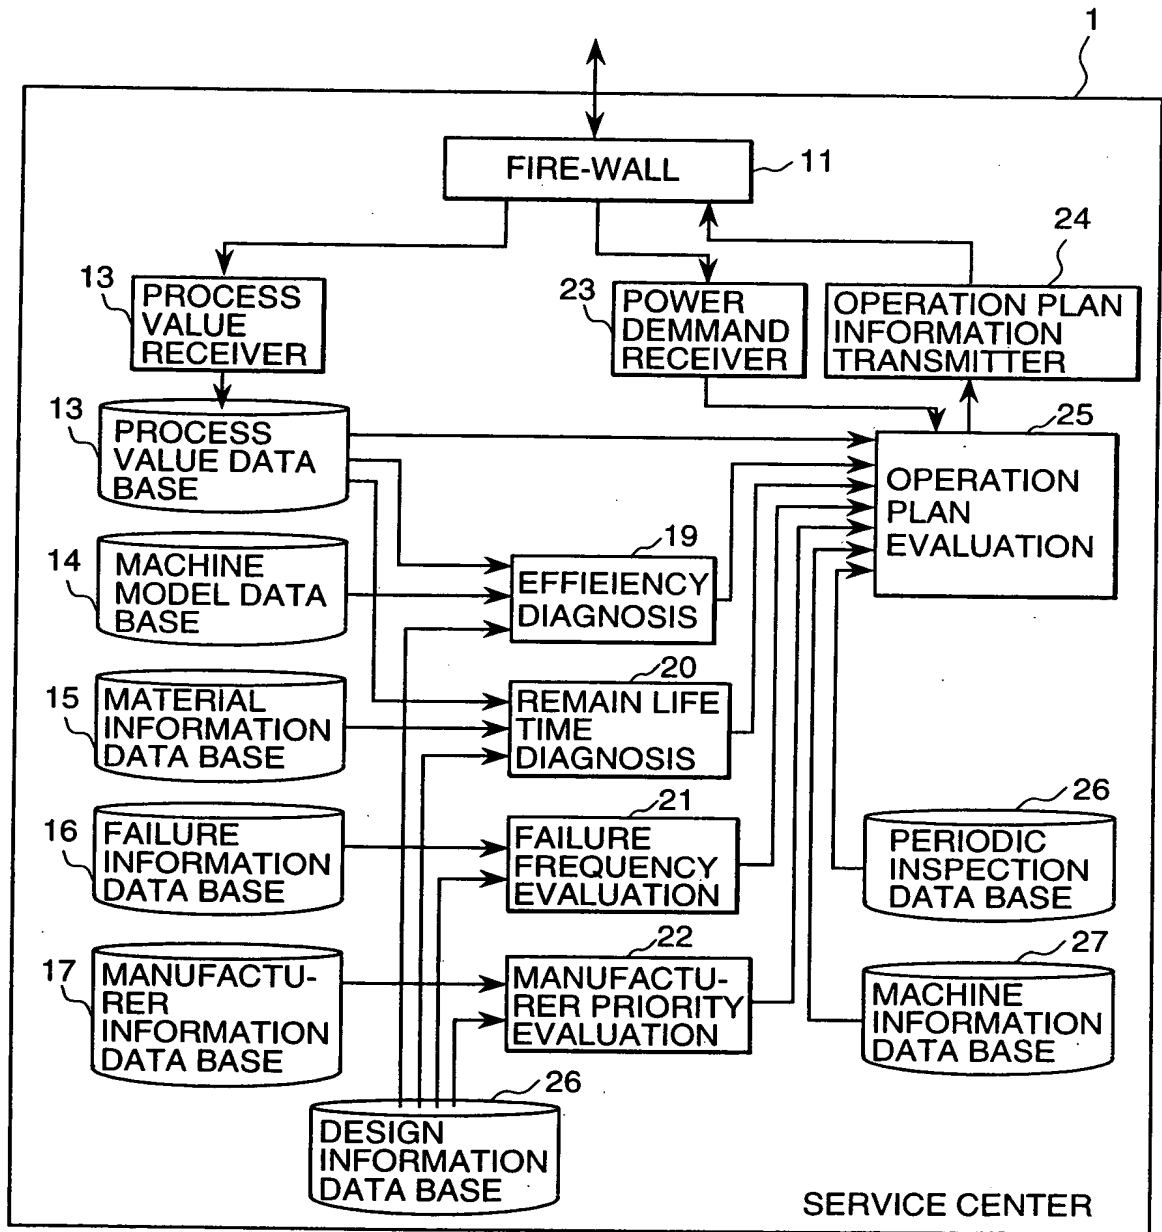 1
FIRE-WALL
11
24
13
PROCESS
VALUE
RECEIVER
23
POWER
DEMMAND
RECEIVER
OPERATION PLAN
INFORMATION
TRANSMITTER
13
PROCESS
VALUE DATA
BASE
25
OPERATION
PLAN
EVALUATION
14
MACHINE
MODEL DATA
BASE
19
EFFIEIENCY
DIAGNOSIS
15
MATERIAL
INFORMATION
DATA BASE
20
REMAIN LIFE
TIME
DIAGNOSIS
16
FAILURE
INFORMATION
DATA BASE
21
FAILURE
FREQUENCY
EVALUATION
26
PERIODIC
INSPECTION
DATA BASE
17
MANUFACTU-
RER
INFORMATION
DATA BASE
22
MANUFACTU-
RER PRIORITY
EVALUATION
27
MACHINE
INFORMATION
DATA BASE
26
DESIGN
INFORMATION
DATA BASE
SERVICE CENTER